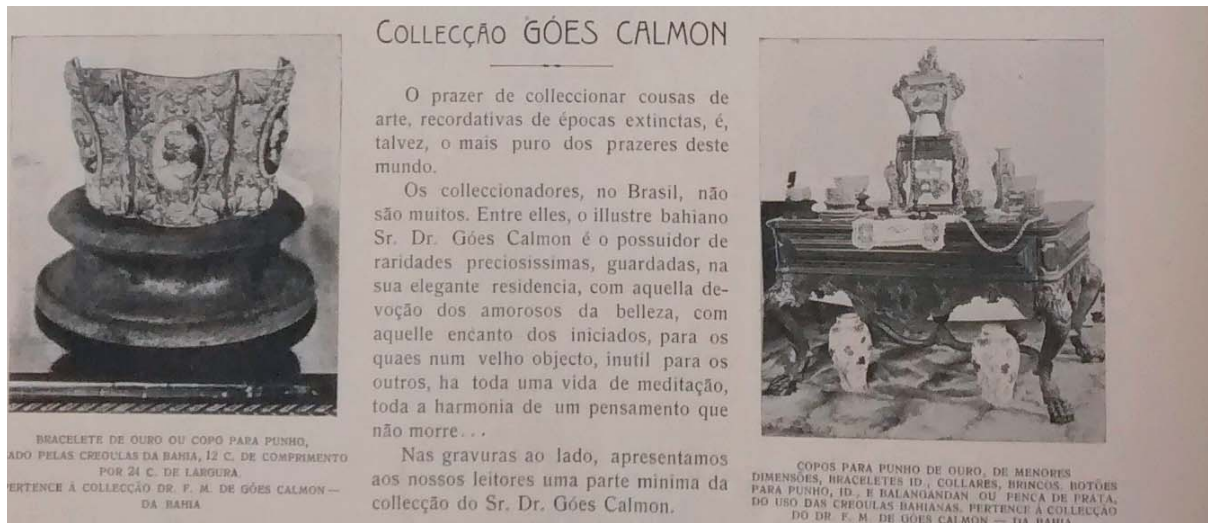 COLLECÇÃO GÓES CALMON
O prazer de colleccionar cousas de
arte, recordativas de épocas extinctas, é,
talvez, o mais puro dos prazeres deste
mundo.
Os colleccionadores, no Brasil, não
são muitos. Entre elles, o illustre bahiano
Sr. Dr. Góes Calmon é o possuidor de
raridades preciosissimas, guardadas, na
sua elegante residencia, com aquella de-
voção dos amorosos da belleza, com
aquelle encanto dos iniciados, para os
quaes num velho objecto, inutil para os
outros, ha toda uma vida de meditação,
toda a harmonia de um pensamento que
não morre...
Nas gravuras ao lado, apresentamos
aos nossos leitores uma parte minima da
collecção do Sr. Dr. Góes Calmon.
BRACELETE DE OURO OU COPO PARA PUNHO,
ADO PELAS CREOULAS DA BAHIA, 12 C. DE COMPRIMENTO
POR 24 C. DE LARGURA.
PERTENCE Á COLLECÇÃO DR. F. M. DE GÓES CALMON —
DA BAHIA
COPOS PARA PUNHO DE OURO, DE MENORES
DIMENSÕES, BRACELETES ID., COLLARES, BRINCOS. BOTÕES
PARA PUNHO, ID., E BALANGANDAN OU PENCA DE PRATA,
DO USO DAS CREOULAS BAHIANAS. PERTENCE Á COLLECÇÃO
DO DR. F. M. DE GÓES CALMON — DA BAHIA